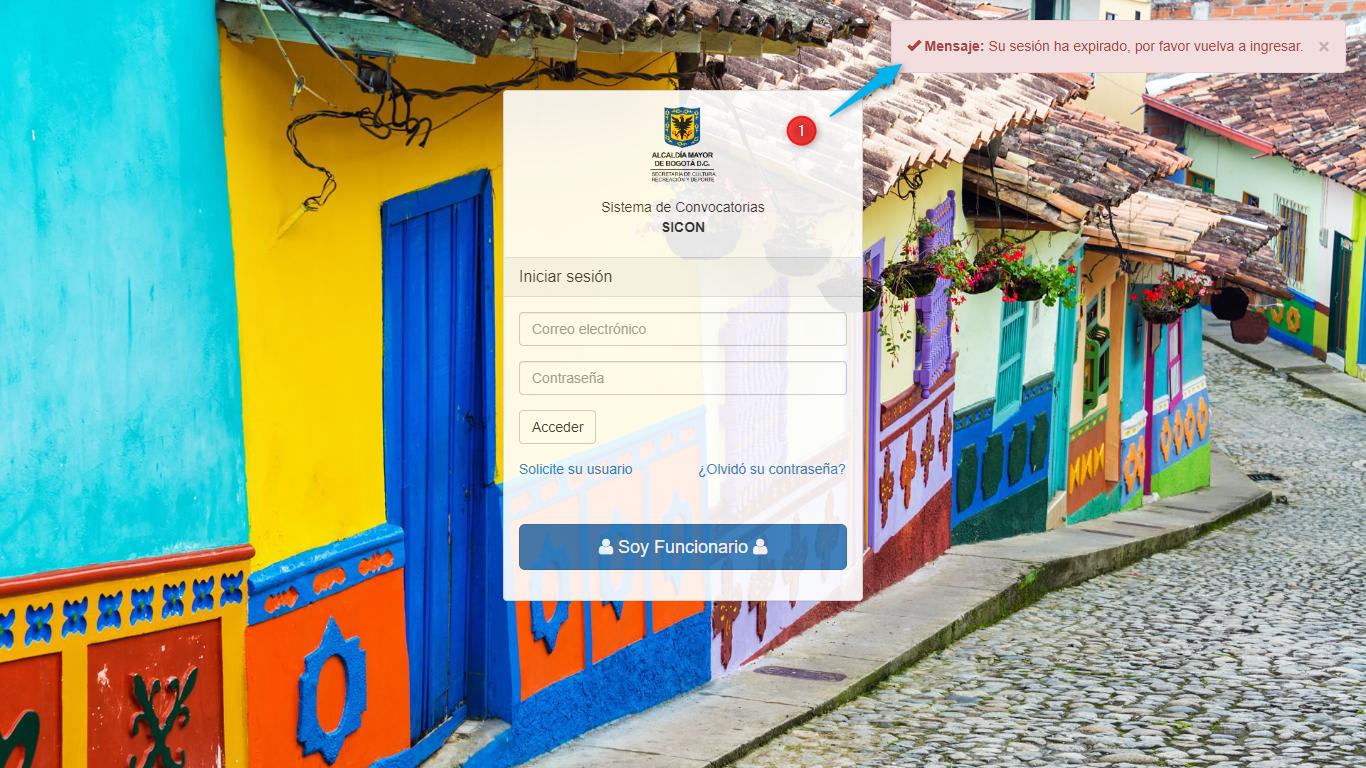 Mensaje: Su sesión ha expirado, por favor vuelva a ingresar. ×
1
ALCALDÍA MAYOR
DE BOGOTÁ D.C.
SECRETARÍA DE CULTURA,
RECREACIÓN Y DEPORTE
Sistema de Convocatorias
SICON
Iniciar sesión
Correo electrónico
Contraseña
Acceder
Solicite su usuario ¿Olvidó su contraseña?
Soy Funcionario